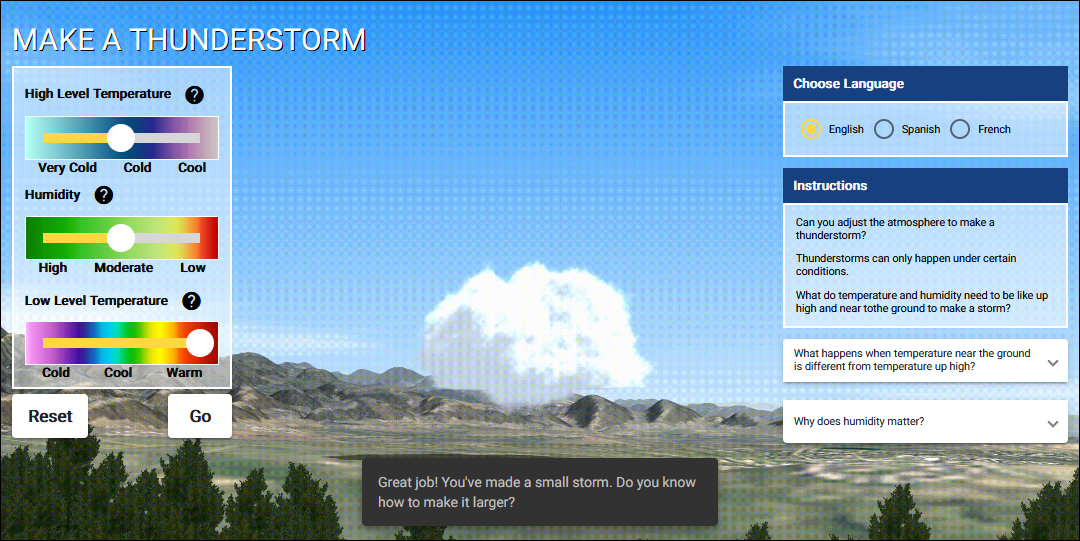 MAKE A THUNDERSTORM
High Level Temperature ?
Very Cold Cold Cool
Humidity ?
High Moderate Low
Low Level Temperature ?
Cold Cool Warm
Reset Go
Choose Language
English Spanish French
Instructions
Can you adjust the atmosphere to make a
thunderstorm?
Thunderstorms can only happen under certain
conditions.
What do temperature and humidity need to be like up
high and near tothe ground to make a storm?
What happens when temperature near the ground
is different from temperature up high?
Why does humidity matter?
Great job! You've made a small storm. Do you know
how to make it larger?